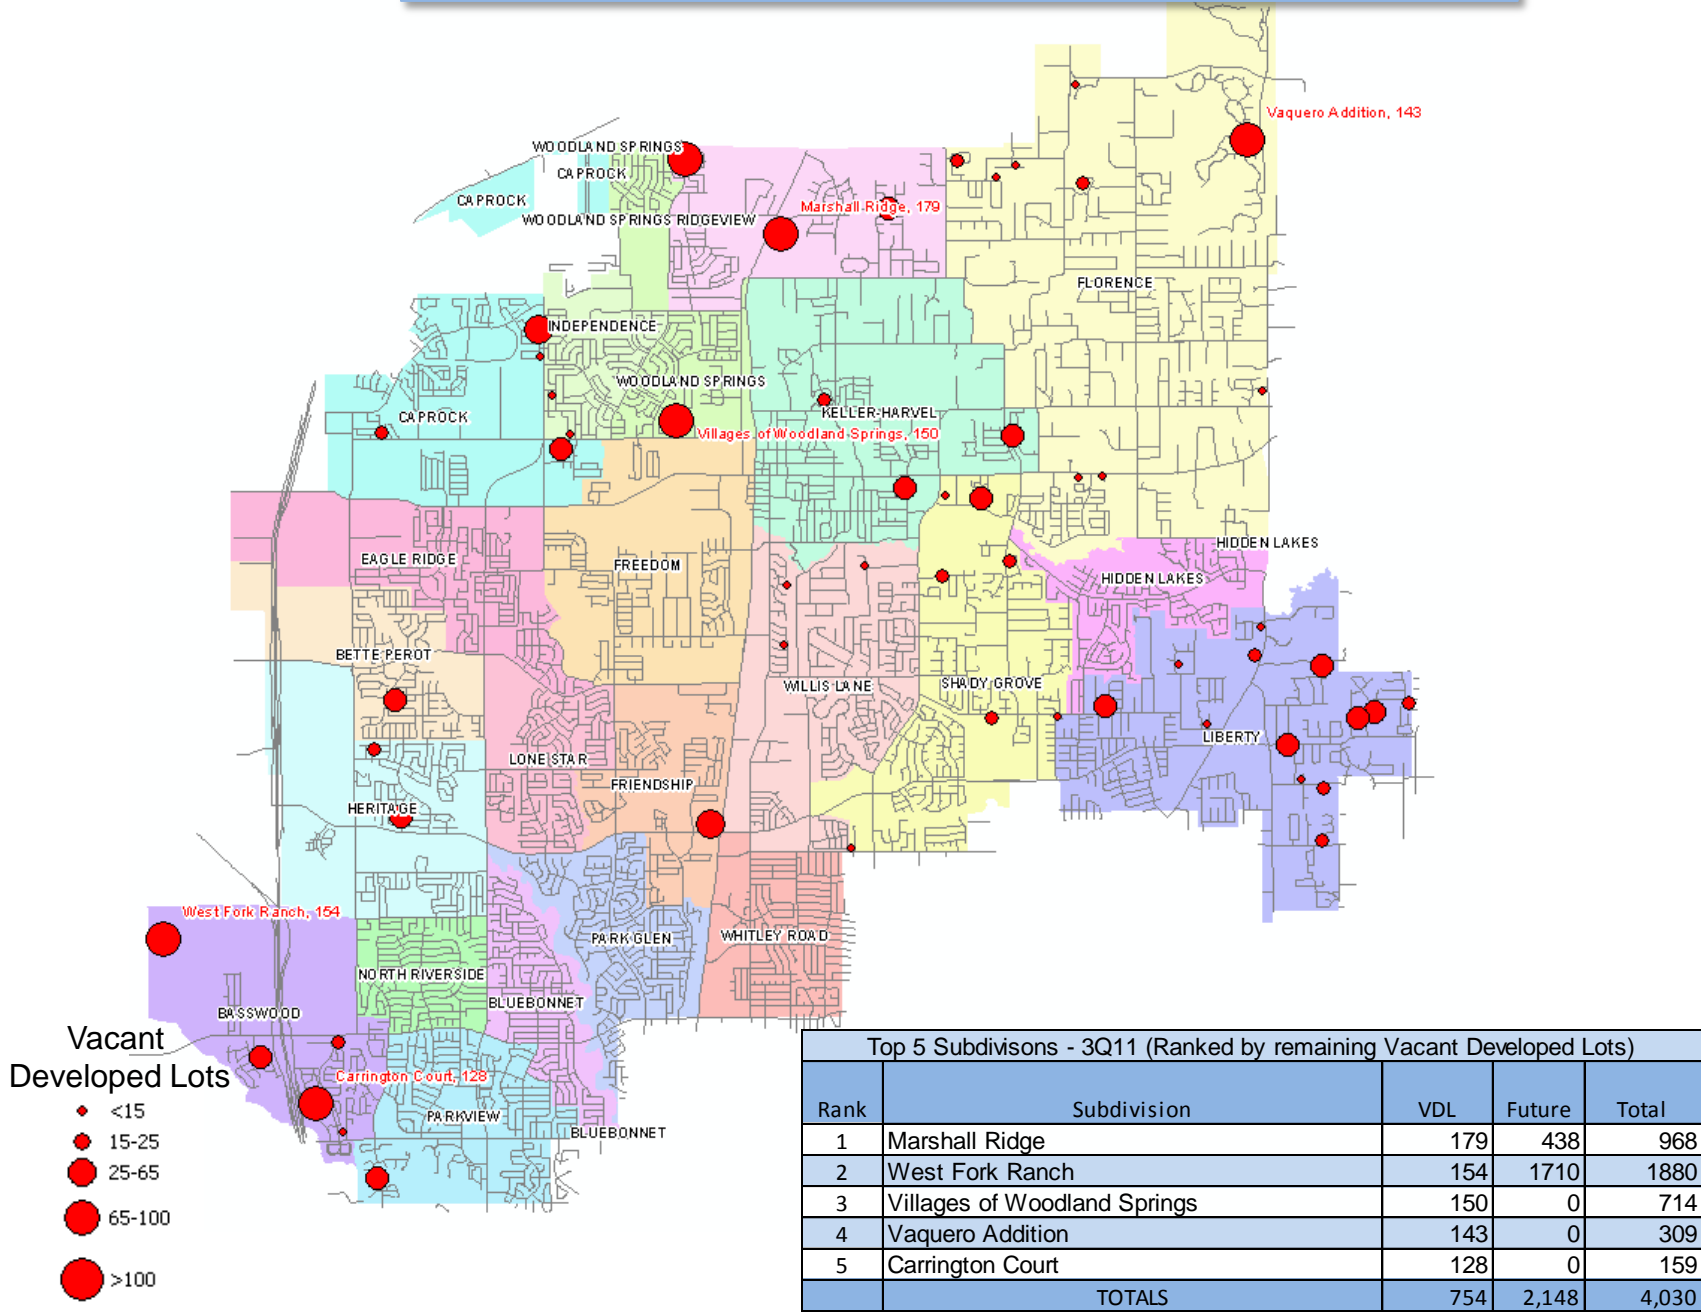 Vaquero Addition, 143
WOODLAND SPRINGS
CAPROCK
CAPROCK
Marshall Ridge, 179
WOODLAND SPRINGS RIDGEVIEW
FLORENCE
INDEPENDENCE
WOODLAND SPRINGS
CAPROCK
KELLER-HARVEL
Villages of Woodland Springs, 150
HIDDEN LAKES
EAGLE RIDGE
FREEDOM
HIDDEN LAKES
BETTE PEROT
WILLIS LANE
SHADY GROVE
LIBERTY
LONE STAR
FRIENDSHIP
HERITAGE
West Fork Ranch, 154
PARK GLEN
WHITLEY ROAD
NORTH RIVERSIDE
BLUEBONNET
BASSWOOD
Carrington Court, 128
PARKVIEW
BLUEBONNET
Vacant
Developed Lots
<15
15-25
25-65
65-100
>100
Top 5 Subdivisons - 3Q11 (Ranked by remaining Vacant Developed Lots)
Rank Subdivision VDL Future Total
1 Marshall Ridge 179 438 968
2 West Fork Ranch 154 1710 1880
3 Villages of Woodland Springs 150 0 714
4 Vaquero Addition 143 0 309
5 Carrington Court 128 0 159
TOTALS 754 2,148 4,030